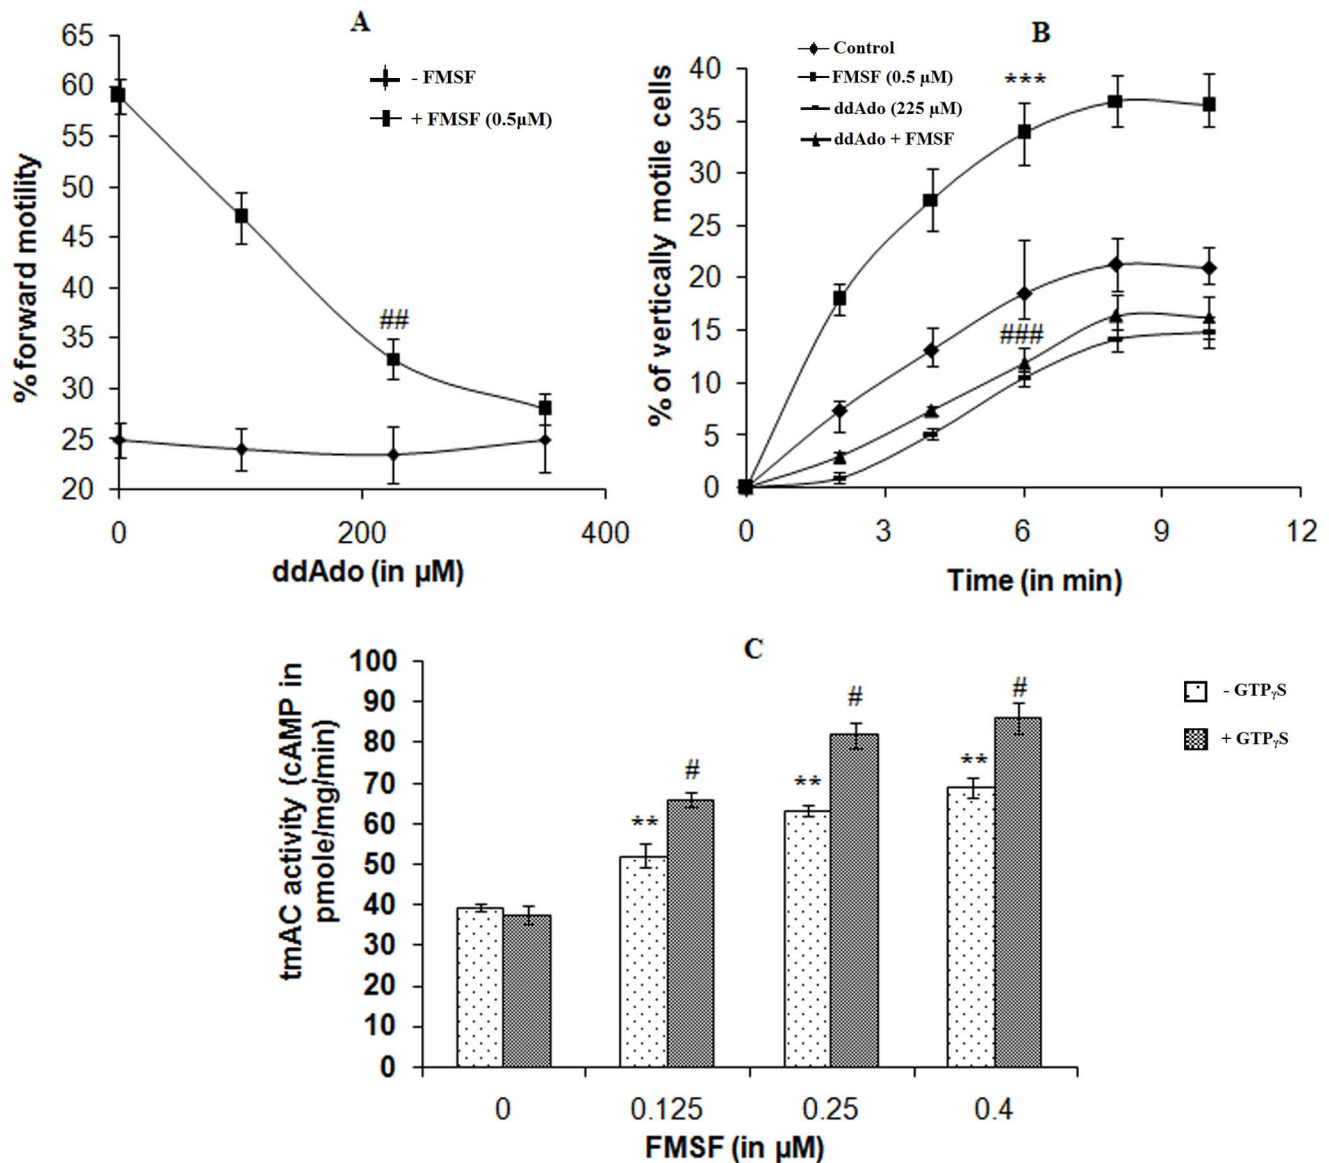 A
65
60
55
50
45
40
35
30
25
20
% forward motility
- FMSF
+ FMSF (0.5µM)
##
0
200
400
ddAdo (in µM)
B
Control
FMSF (0.5 µM)
ddAdo (225 µM)
ddAdo + FMSF
40
35
30
25
20
15
10
5
0
% of vertically motile cells
***
###
0
3
6
9
12
Time (in min)
C
100
90
80
70
60
50
40
30
20
10
0
tmAC activity (cAMP in
pmole/mg/min)
- GTPγS
+ GTPγS
**
#
**
#
**
#
0
0.125
0.25
0.4
FMSF (in µM)